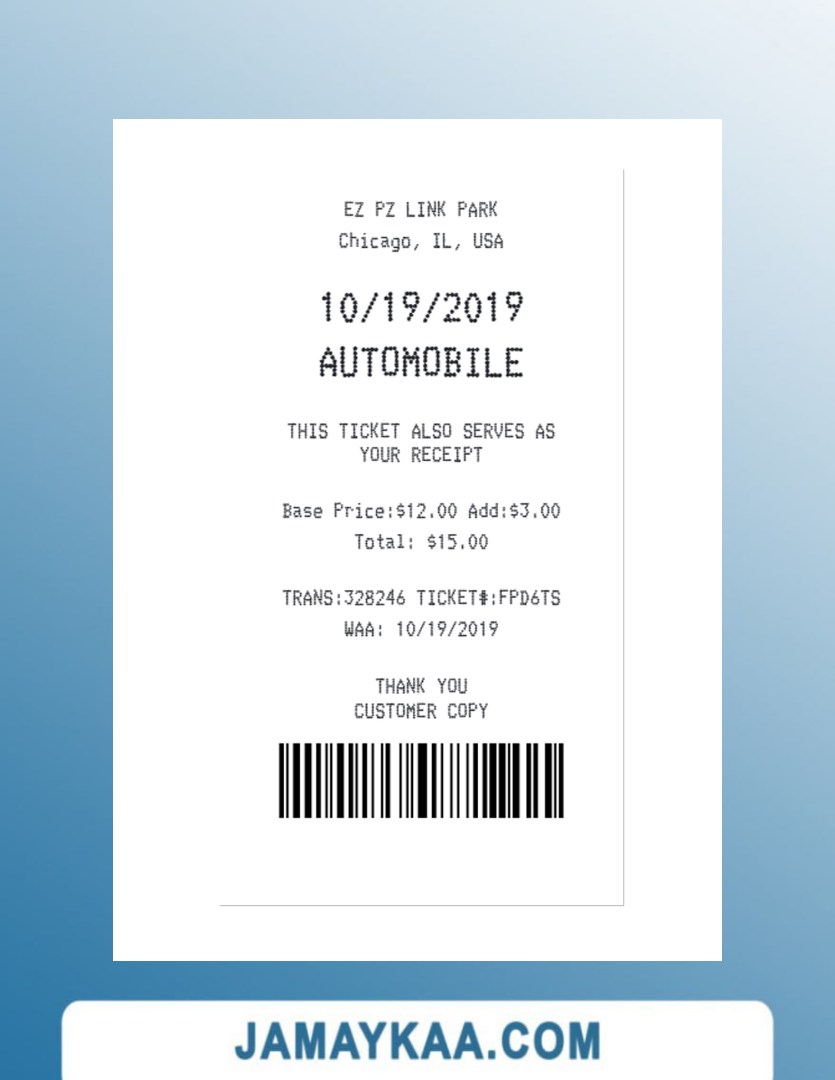 EZ PZ LINK PARK
Chicago, IL, USA
10/19/2019
AUTOMOBILE
THIS TICKET ALSO SERVES AS
YOUR RECEIPT
Base Price:$12.00 Add:$3.00
Total: $15.00
TRANS:328246 TICKET#:FPD6TS
WAA: 10/19/2019
THANK YOU
CUSTOMER COPY
JAMAYKAA.COM